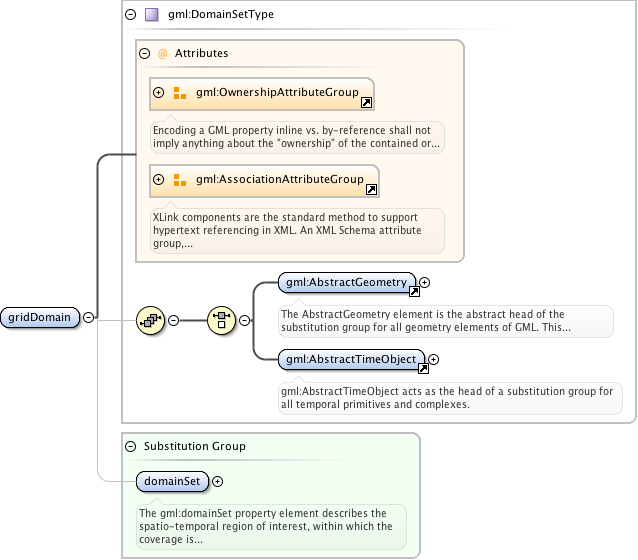 gml:DomainSetType
@ Attributes
gml:OwnershipAttributeGroup
Encoding a GML property inline vs. by-reference shall not
imply anything about the "ownership" of the contained or...
gml:AssociationAttributeGroup
XLink components are the standard method to support
hypertext referencing in XML. An XML Schema attribute
group,...
gridDomain
gml:AbstractGeometry
The AbstractGeometry element is the abstract head of the
substitution group for all geometry elements of GML. This...
gml:AbstractTimeObject
gml:AbstractTimeObject acts as the head of a substitution group for
all temporal primitives and complexes.
Substitution Group
domainSet
The gml:domainSet property element describes the
spatio-temporal region of interest, within which the
coverage is...